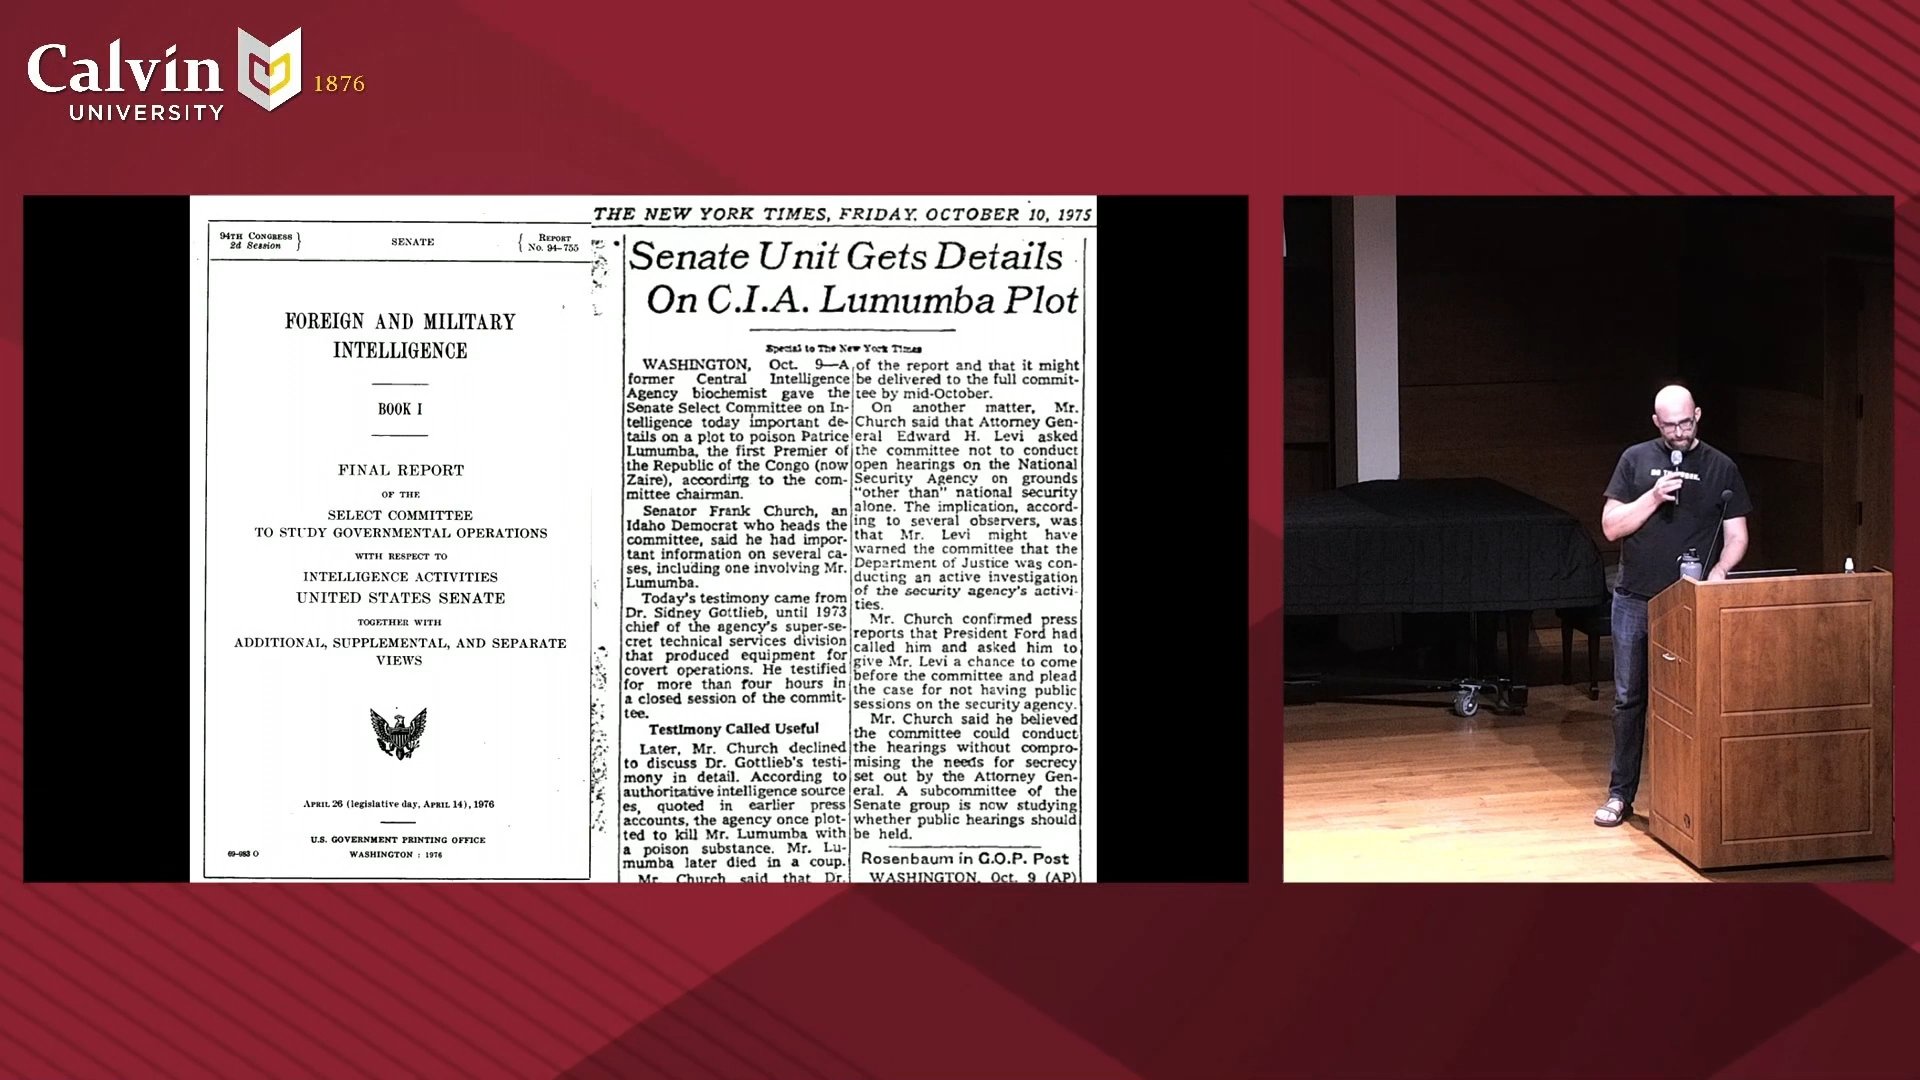 Calvin
UNIVERSITY
1876
94TH CONGRESS
2d Session
SENATE
REPORT
No. 94-755
FOREIGN AND MILITARY
INTELLIGENCE
BOOK I
FINAL REPORT
OF THE
SELECT COMMITTEE
TO STUDY GOVERNMENTAL OPERATIONS
WITH RESPECT TO
INTELLIGENCE ACTIVITIES
UNITED STATES SENATE
TOGETHER WITH
ADDITIONAL, SUPPLEMENTAL, AND SEPARATE
VIEWS
APRIL 26 (legislative day, APRIL 14), 1976
U.S. GOVERNMENT PRINTING OFFICE
69-983 O
WASHINGTON : 1976
THE NEW YORK TIMES, FRIDAY, OCTOBER 10, 1975
Senate Unit Gets Details
On C.I.A. Lumumba Plot
Special to The New York Times
WASHINGTON, Oct. 9—A
former Central Intelligence
Agency biochemist gave the
Senate Select Committee on In-
telligence today important de-
tails on a plot to poison Patrice
Lumumba, the first Premier of
the Republic of the Congo (now
Zaire), according to the com-
mittee chairman.
Senator Frank Church, an
Idaho Democrat who heads the
committee, said he had impor-
tant information on several ca-
ses, including one involving Mr.
Lumumba.
Today's testimony came from
Dr. Sidney Gottlieb, until 1973
chief of the agency's super-se-
cret technical services division
that produced equipment for
covert operations. He testified
for more than four hours in
a closed session of the commit-
tee.
Testimony Called Useful
Later, Mr. Church declined
to discuss Dr. Gottlieb's testi-
mony in detail. According to
authoritative intelligence source
es, quoted in earlier press
accounts, the agency once plot-
ted to kill Mr. Lumumba with
a poison substance. Mr. Lu-
mumba later died in a coup.
Mr. Church said that Dr.
of the report and that it might
be delivered to the full commit-
tee by mid-October.
On another matter, Mr.
Church said that Attorney Gen-
eral Edward H. Levi asked
the committee not to conduct
open hearings on the National
Security Agency on grounds
"other than" national security
alone. The implication, accord-
ing to several observers, was
that Mr. Levi might have
warned the committee that the
Department of Justice was con-
ducting an active investigation
of the security agency's activi-
ties.
Mr. Church confirmed press
reports that President Ford had
called him and asked him to
give Mr. Levi a chance to come
before the committee and plead
the case for not having public
sessions on the security agency.
Mr. Church said he believed
the committee could conduct
the hearings without compro-
mising the needs for secrecy
set out by the Attorney Gen-
eral. A subcommittee of the
Senate group is now studying
whether public hearings should
be held.
Rosenbaum in G.O.P. Post
WASHINGTON, Oct. 9 (AP)